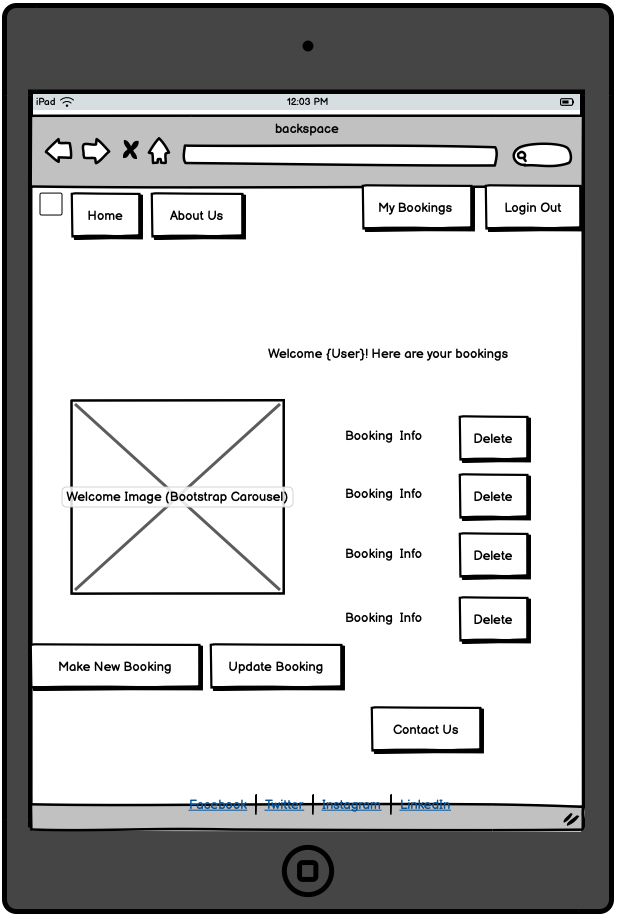 iPad 12:03 PM
backspace
Home About Us My Bookings Login Out
Welcome {User}! Here are your bookings
Booking Info Delete
Welcome Image (Bootstrap Carousel)
Booking Info Delete
Booking Info Delete
Booking Info Delete
Make New Booking Update Booking
Contact Us
Facebook Twitter Instagram LinkedIn